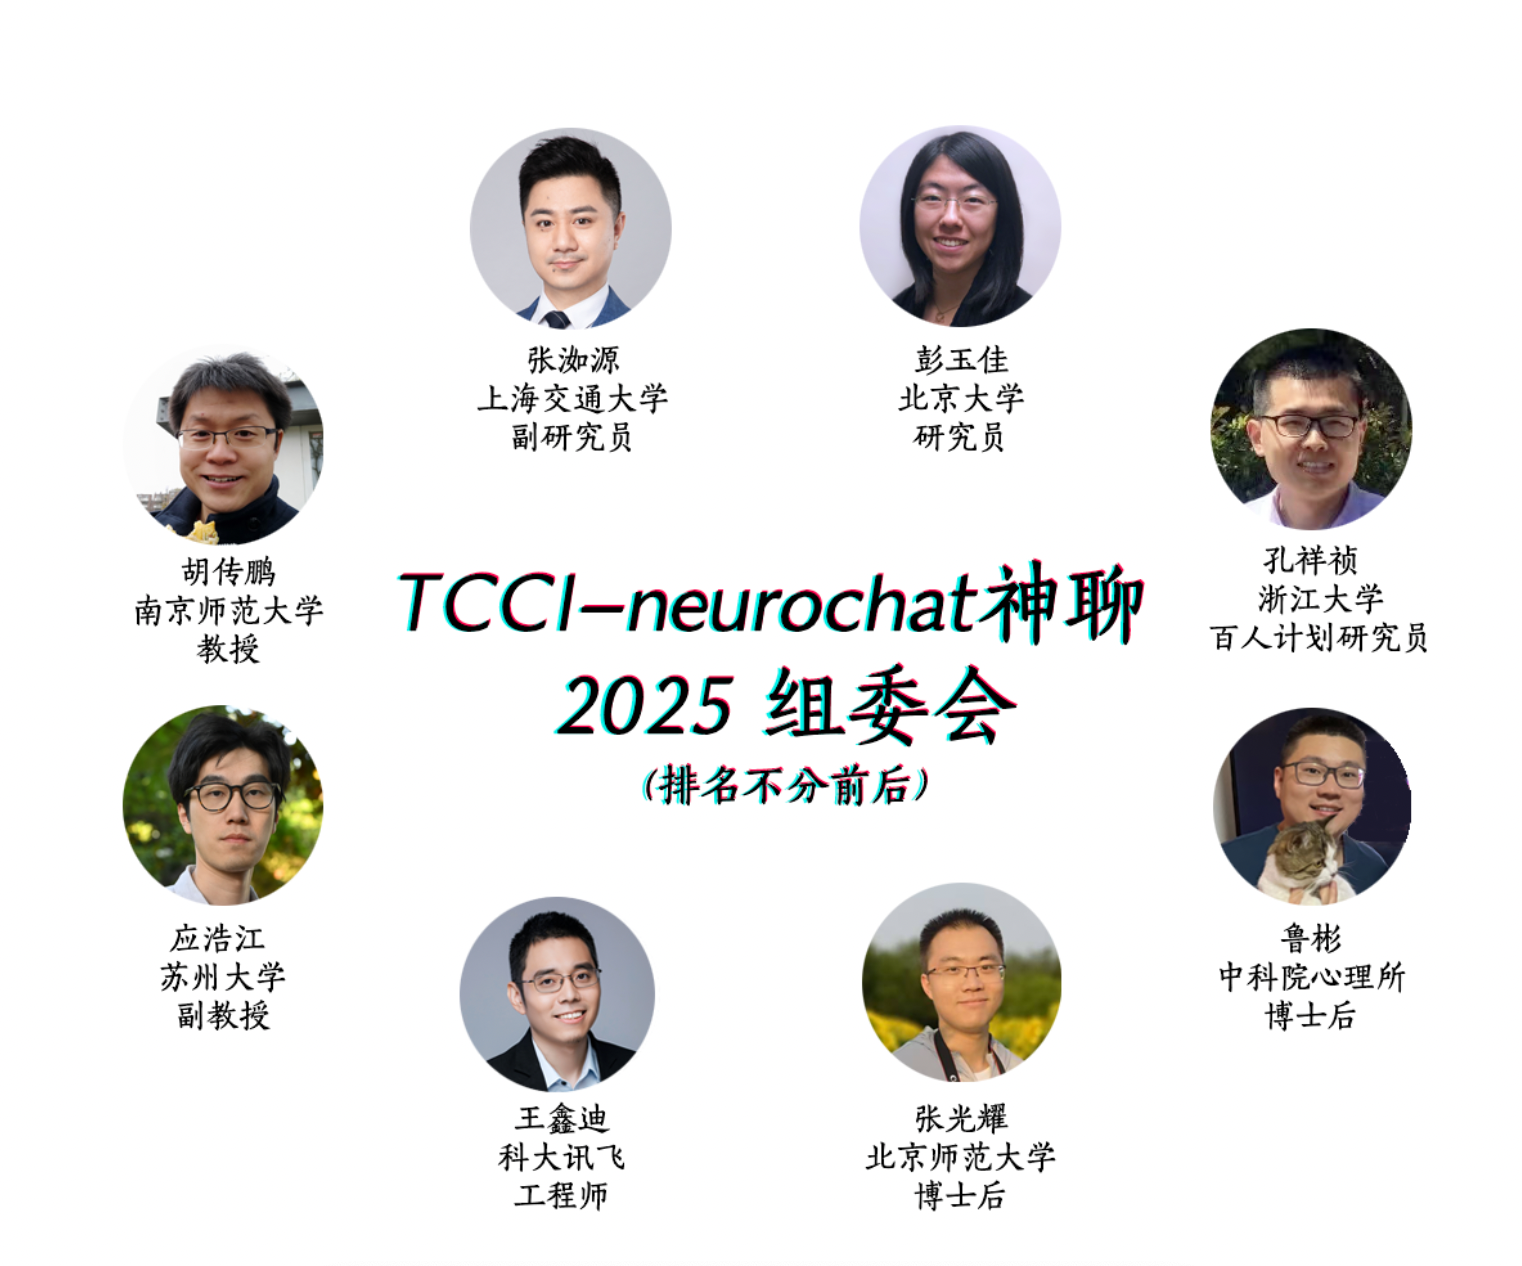 张洳源
上海交通大学
副研究员
彭玉佳
北京大学
研究员
胡传鹏
南京师范大学
教授
孔祥祯
浙江大学
百人计划研究员
TCCI-neurochat神聊
2025 组委会
(排名不分前后)
应浩江
苏州大学
副教授
鲁彬
中科院心理所
博士后
王鑫迪
科大讯飞
工程师
张光耀
北京师范大学
博士后